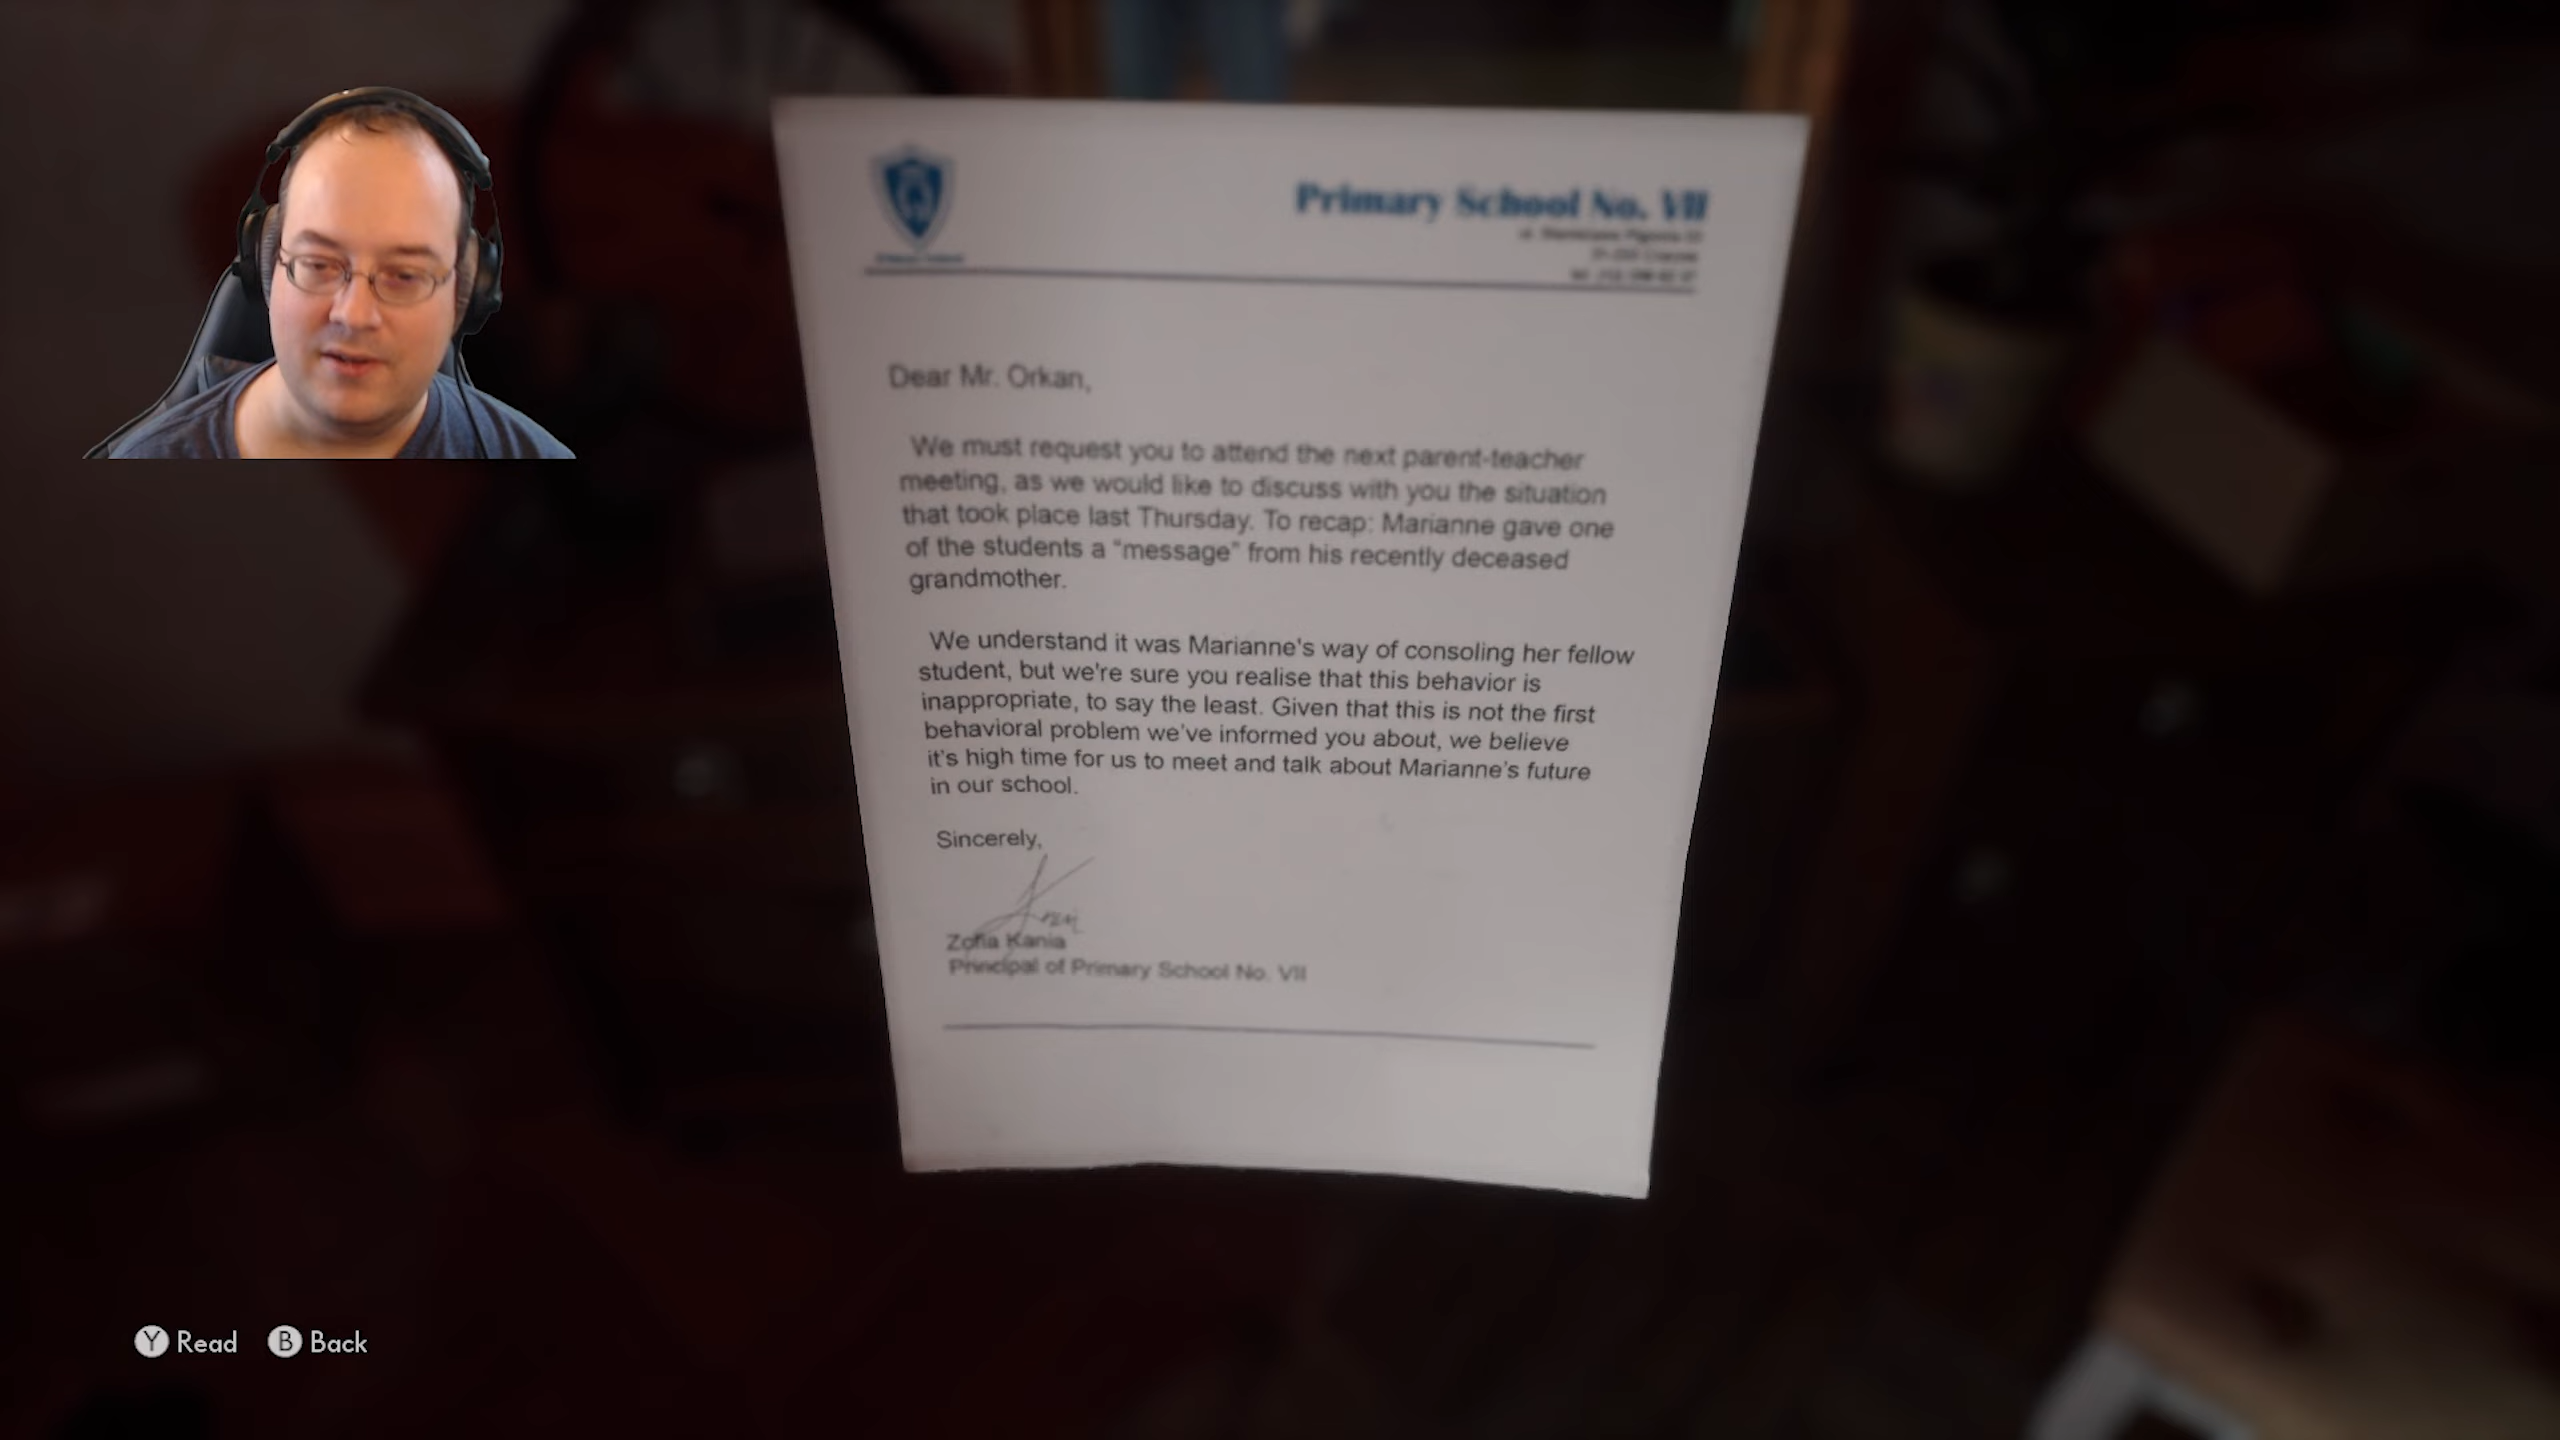 Primary School No. VII
Dear Mr. Orkan,
We must request you to attend the next parent-teacher
meeting, as we would like to discuss with you the situation
that took place last Thursday. To recap: Marianne gave one
of the students a “message” from his recently deceased
grandmother.
We understand it was Marianne's way of consoling her fellow
student, but we're sure you realise that this behavior is
inappropriate, to say the least. Given that this is not the first
behavioral problem we've informed you about, we believe
it's high time for us to meet and talk about Marianne's future
in our school.
Sincerely,
Zofia Kania
Principal of Primary School No. VII
Y Read B Back